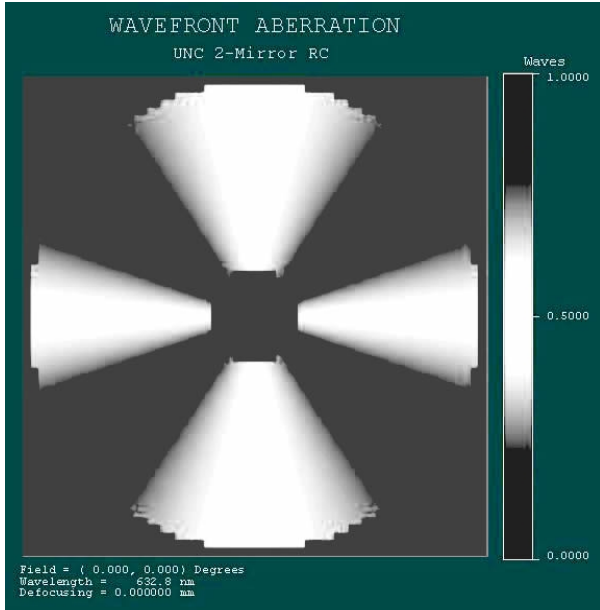 WAVEFRONT ABERRATION
UNC 2-Mirror RC
Waves
1.0000
0.5000
0.0000
Field = ( 0.000, 0.000) Degrees
Wavelength =    632.8 nm
Defocusing = 0.000000 mm